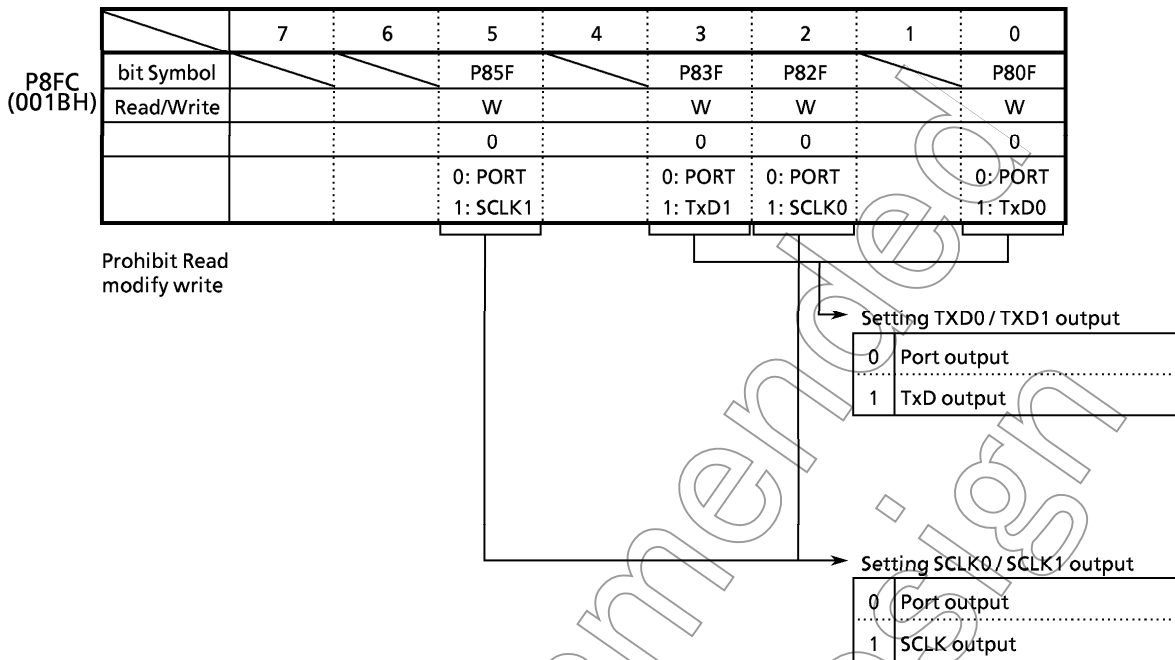 7 6 5 4 3 2 1 0
P8FC
(001BH)
bit Symbol P85F P83F P82F P80F
Read/Write W W W W
0 0 0 0
0: PORT 0: PORT 0: PORT 0: PORT
1: SCLK1 1: TxD1 1: SCLK0 1: TxD0
Prohibit Read
modify write
Setting TXD0 / TXD1 output
0 Port output
1 TxD output
Setting SCLK0 / SCLK1 output
0 Port output
1 SCLK output